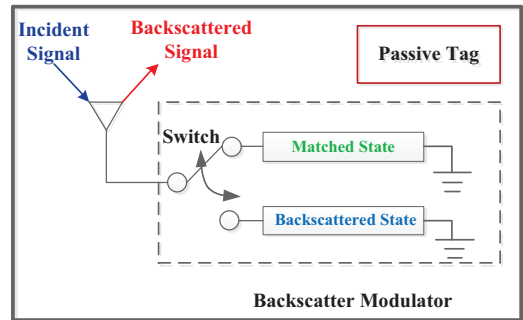 Incident
Signal
Backscattered
Signal
Passive Tag
Switch
Matched State
Backscattered State
Backscatter Modulator